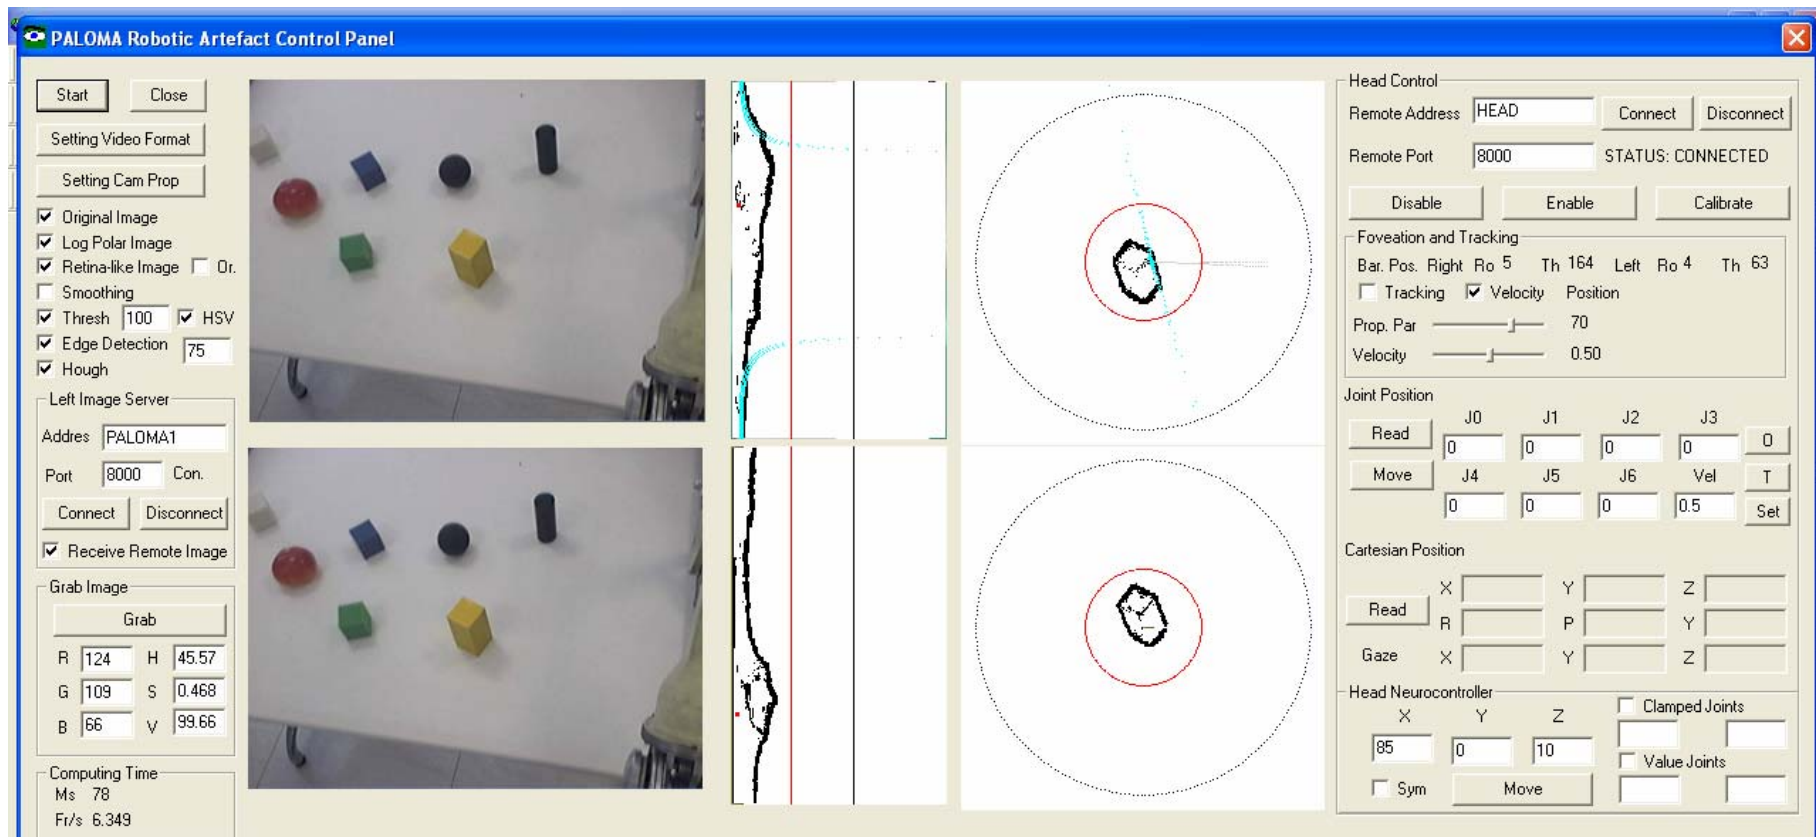 PALOMA Robotic Artefact Control Panel
Start Close
Setting Video Format
Setting Cam Prop
Original Image
Log Polar Image
Retina-like Image Or.
Smoothing
Thresh 100 HSV
Edge Detection 75
Hough
Left Image Server
Addres PALOMA1
Port 8000 Con.
Connect Disconnect
Receive Remote Image
Grab Image
Grab
R 124 H 45.57
G 109 S 0.468
B 66 V 99.66
Computing Time
Ms 78
Fr/s 6.349
Head Control
Remote Address HEAD Connect Disconnect
Remote Port 8000 STATUS: CONNECTED
Disable Enable Calibrate
Foveation and Tracking
Bar. Pos. Right Ro 5 Th 164 Left Ro 4 Th 63
Tracking Velocity Position
Prop. Par 70
Velocity 0.50
Joint Position
J0 J1 J2 J3
Read 0 0 0 0 O
Move J4 J5 J6 Vel T
0 0 0 0.5 Set
Cartesian Position
X Y Z
Read
R P Y
Gaze X Y Z
Head Neurocontroller
X Y Z Clamped Joints
85 0 10
Value Joints
Sym Move